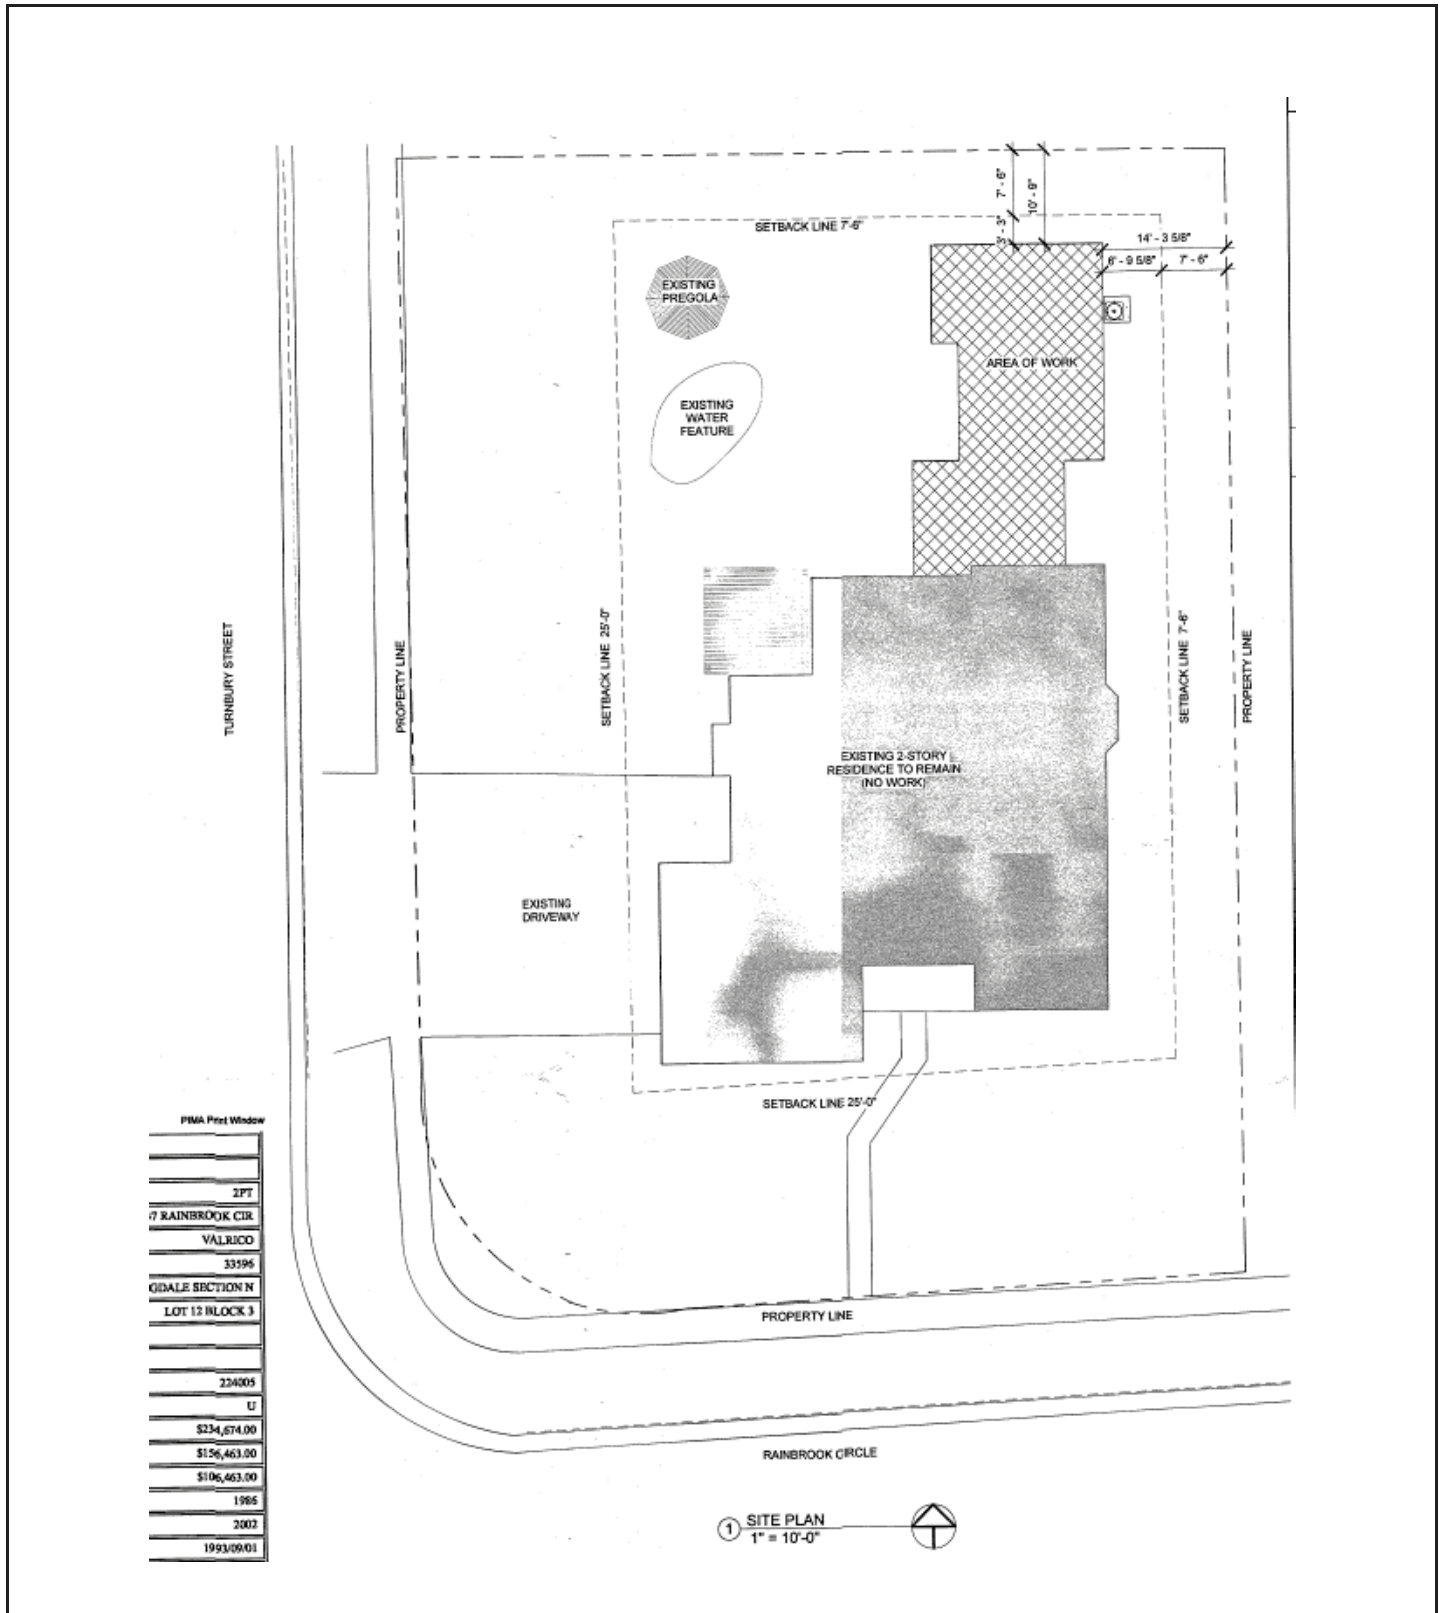 7' - 6"
10' - 9"
3' - 3"
SETBACK LINE 7'-6"
14' - 3 5/8"
6' - 9 5/8"
7' - 6"
EXISTING
PREGOLA
AREA OF WORK
EXISTING
WATER
FEATURE
TURNBURY STREET
PROPERTY LINE
SETBACK LINE 25'-0"
SETBACK LINE 7'-6"
PROPERTY LINE
EXISTING 2-STORY
RESIDENCE TO REMAIN
(NO WORK)
EXISTING
DRIVEWAY
SETBACK LINE 25'-0"
PIMA Print Window
2PT
7 RAINBROOK CIR
VALRICO
33596
GDALE SECTION N
LOT 12 BLOCK 3
224005
U
$234,674.00
$156,463.00
$106,463.00
1986
2002
1993/09/01
PROPERTY LINE
RAINBROOK CIRCLE
1 SITE PLAN
1" = 10'-0"